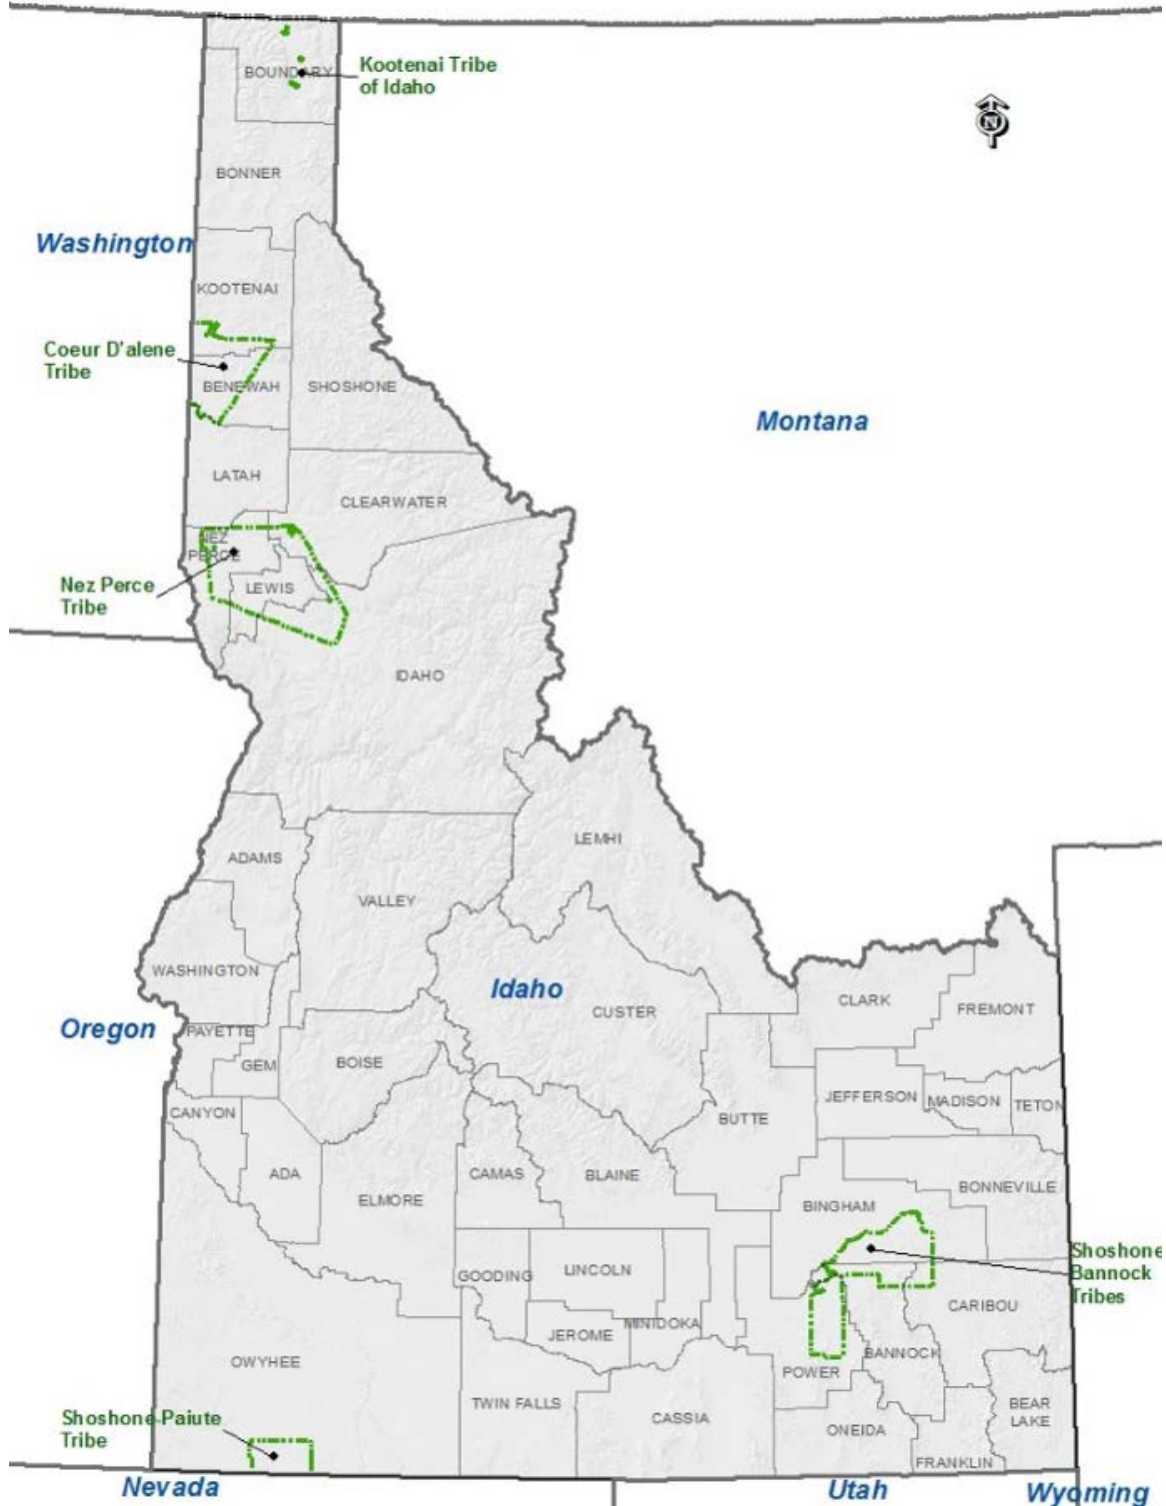 BOUNDARY
Kootenai Tribe
of Idaho
N
BONNER
Washington
KOOTENAI
Coeur D'alene
Tribe
BENEWAH
SHOSHONE
Montana
LATAH
CLEARWATER
NEZ
PERCE
Nez Perce
Tribe
LEWIS
IDAHO
LEMHI
ADAMS
VALLEY
WASHINGTON
Idaho
CLARK
FREMONT
CUSTER
Oregon
PAYETTE
GEM
BOISE
CANYON
JEFFERSON
MADISON
TETON
BUTTE
ADA
CAMAS
BLAINE
ELMORE
BONNEVILLE
BINGHAM
Shoshone
Bannock
Tribes
GOODING
LINCOLN
CARIBOU
JEROME
MINIDOKA
BANNOCK
OWYHEE
POWER
TWIN FALLS
CASSIA
BEAR
LAKE
Shoshone-Paiute
Tribe
ONEIDA
FRANKLIN
Nevada
Utah
Wyoming